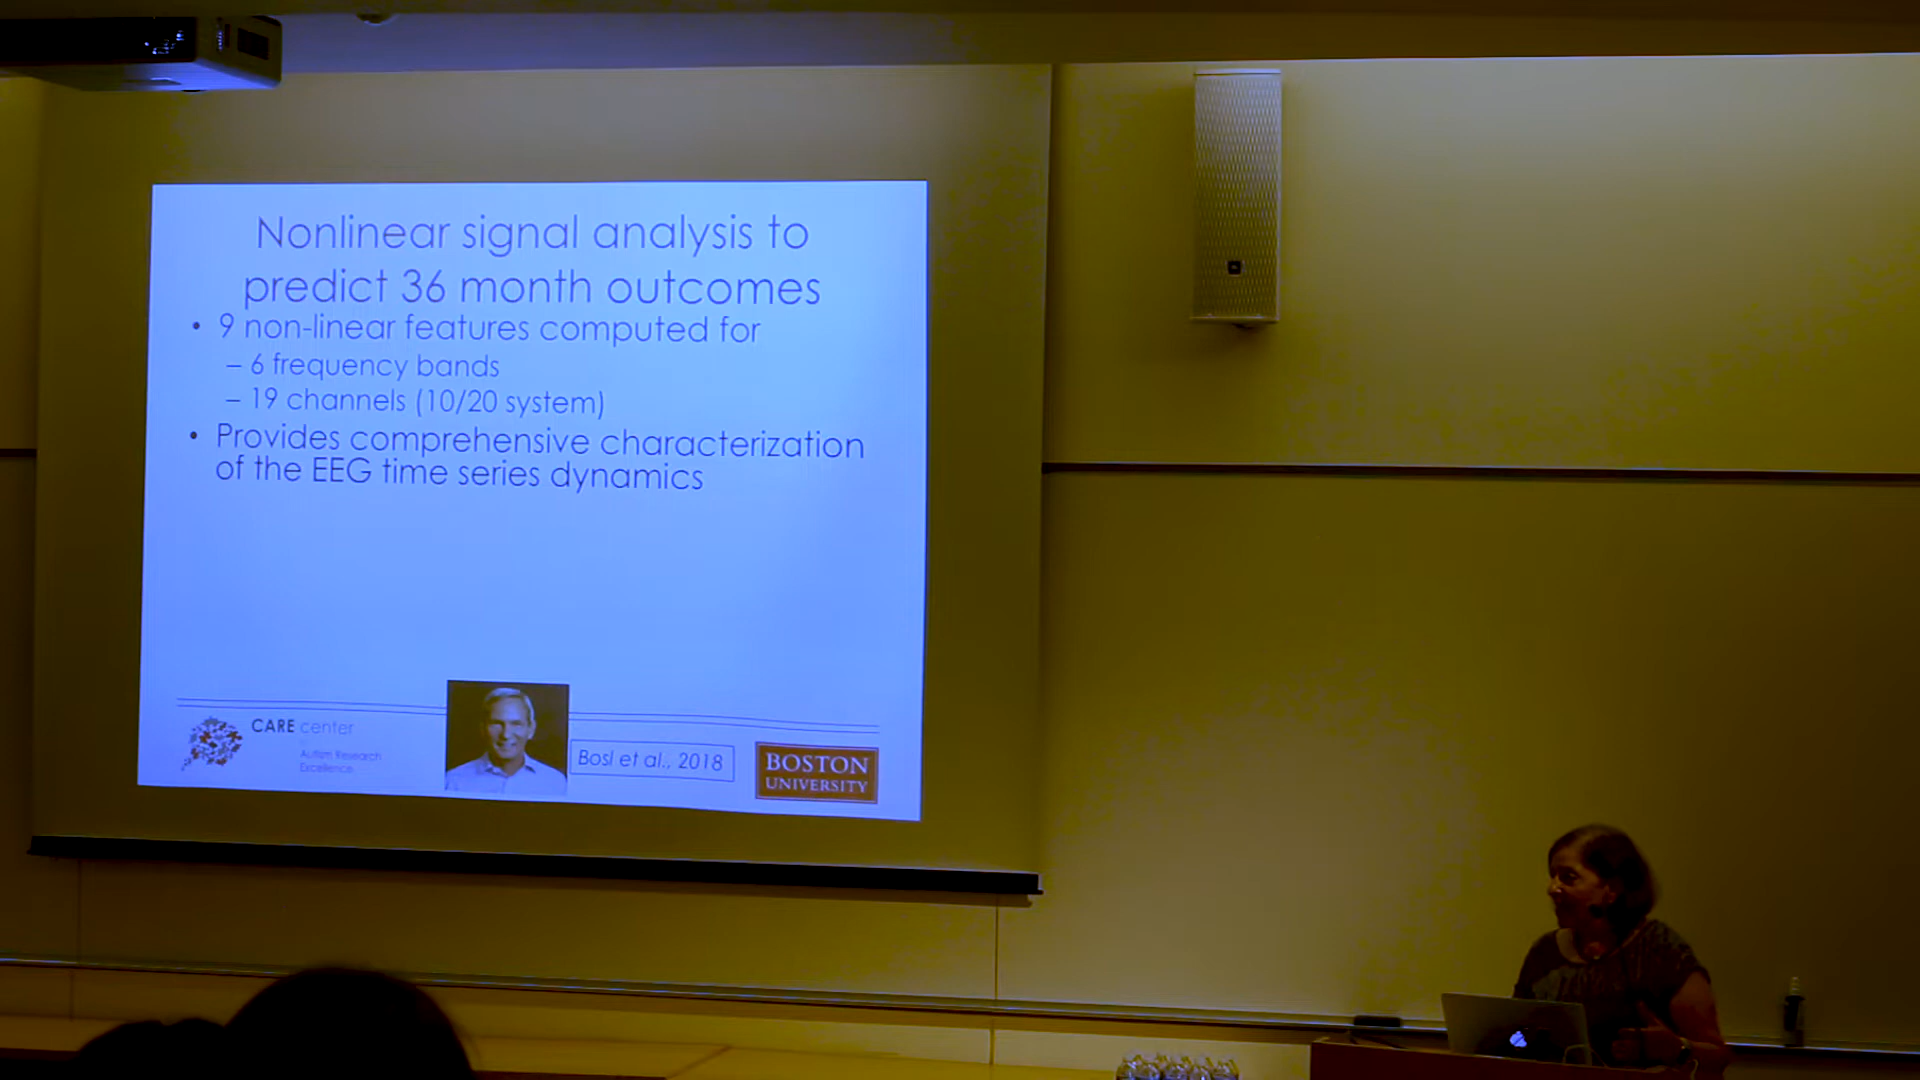 Nonlinear signal analysis to
predict 36 month outcomes
• 9 non-linear features computed for
– 6 frequency bands
– 19 channels (10/20 system)
• Provides comprehensive characterization
of the EEG time series dynamics
CARE center
Autism Research
Excellence
Bosl et al., 2018
BOSTON
UNIVERSITY